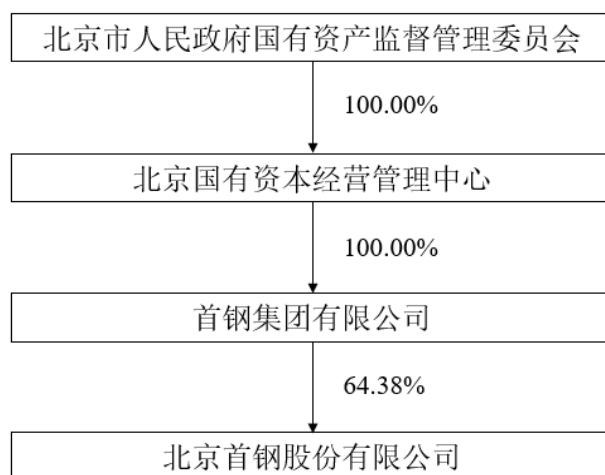 北京市人民政府国有资产监督管理委员会
100.00%
北京国有资本经营管理中心
100.00%
首钢集团有限公司
64.38%
北京首钢股份有限公司